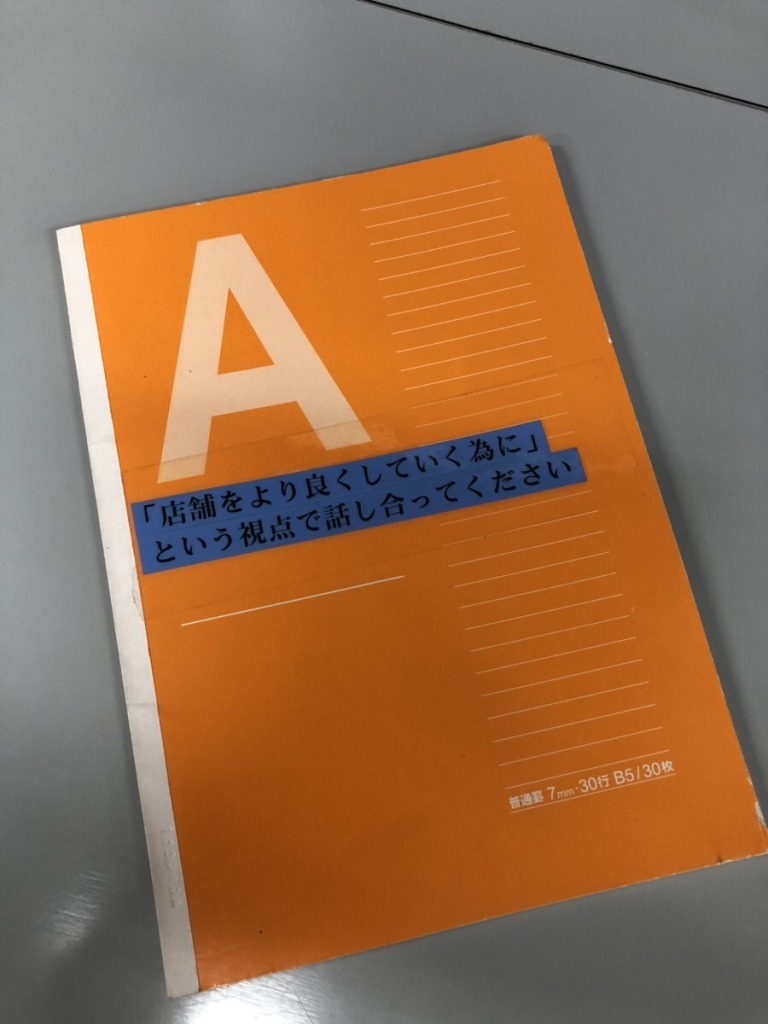 A
「店舗をより良くしていく為に」
という視点で話し合ってください
普通罫 7mm・30行 B5/30枚